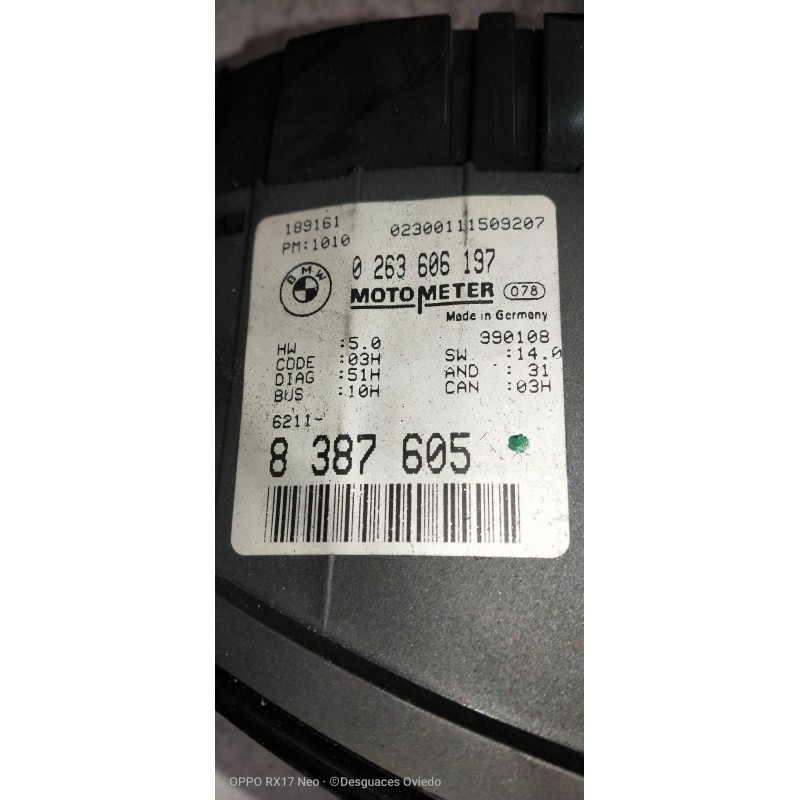 189161 02300111509207
PM:1010
BMW
0 263 606 197
MOTOMETER 078
Made in Germany
990108
HW :5.0 SW :14.0
CODE :03H AND : 31
DIAG :51H CAN :03H
BUS :10H
6211-
8 387 605
OPPO RX17 Neo · ©Desguaces Oviedo